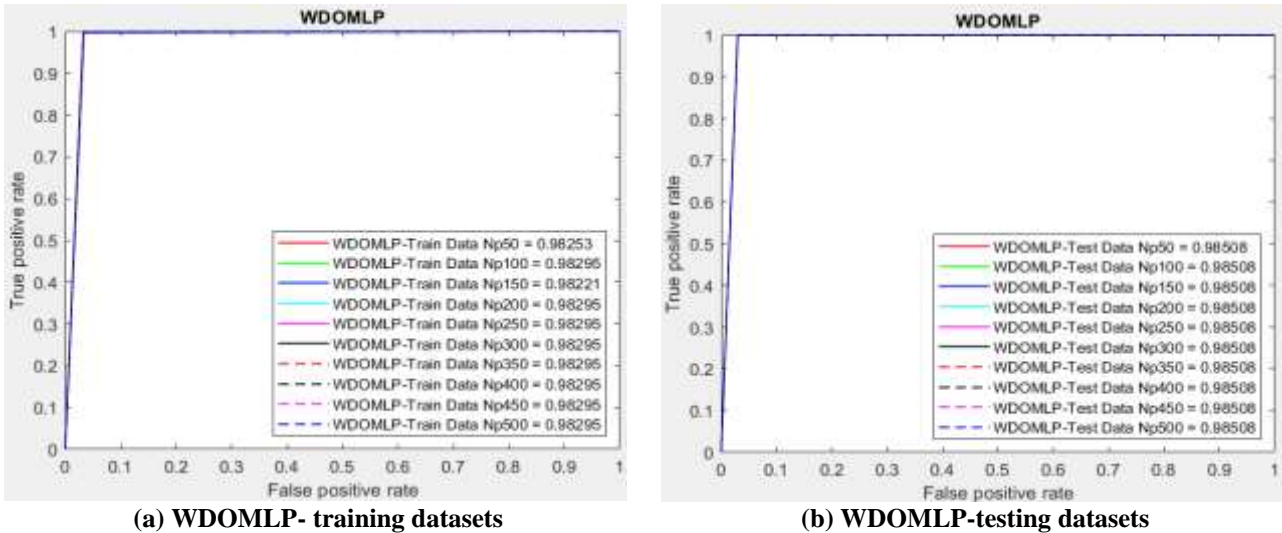 WDOMLP
1
0.9
0.8
0.7
0.6
0.5
0.4
0.3
0.2
0.1
0
True positive rate
WDOMLP-Train Data Np50 = 0.98253
WDOMLP-Train Data Np100 = 0.98295
WDOMLP-Train Data Np150 = 0.98221
WDOMLP-Train Data Np200 = 0.98295
WDOMLP-Train Data Np250 = 0.98295
WDOMLP-Train Data Np300 = 0.98295
WDOMLP-Train Data Np350 = 0.98295
WDOMLP-Train Data Np400 = 0.98295
WDOMLP-Train Data Np450 = 0.98295
WDOMLP-Train Data Np500 = 0.98295
0 0.1 0.2 0.3 0.4 0.5 0.6 0.7 0.8 0.9 1
False positive rate
(a) WDOMLP- training datasets
WDOMLP
1
0.9
0.8
0.7
0.6
0.5
0.4
0.3
0.2
0.1
0
True positive rate
WDOMLP-Test Data Np50 = 0.98508
WDOMLP-Test Data Np100 = 0.98508
WDOMLP-Test Data Np150 = 0.98508
WDOMLP-Test Data Np200 = 0.98508
WDOMLP-Test Data Np250 = 0.98508
WDOMLP-Test Data Np300 = 0.98508
WDOMLP-Test Data Np350 = 0.98508
WDOMLP-Test Data Np400 = 0.98508
WDOMLP-Test Data Np450 = 0.98508
WDOMLP-Test Data Np500 = 0.98508
0 0.1 0.2 0.3 0.4 0.5 0.6 0.7 0.8 0.9 1
False positive rate
(b) WDOMLP-testing datasets